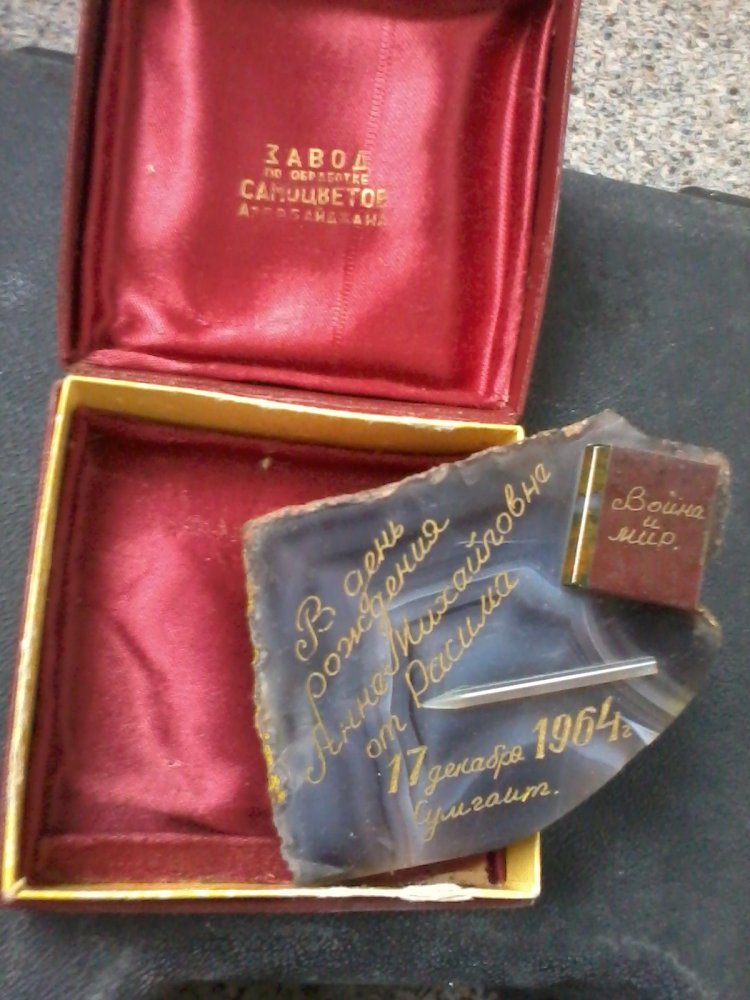 ЗАВОД
ПО ОБРАБОТКЕ
САМОЦВЕТОВ
АЗЕРБАЙДЖАНА
В день
рождения
Анне Михайловне
от Расима
17 декабря 1964 г
Сумгаит.
Война
и
мир.